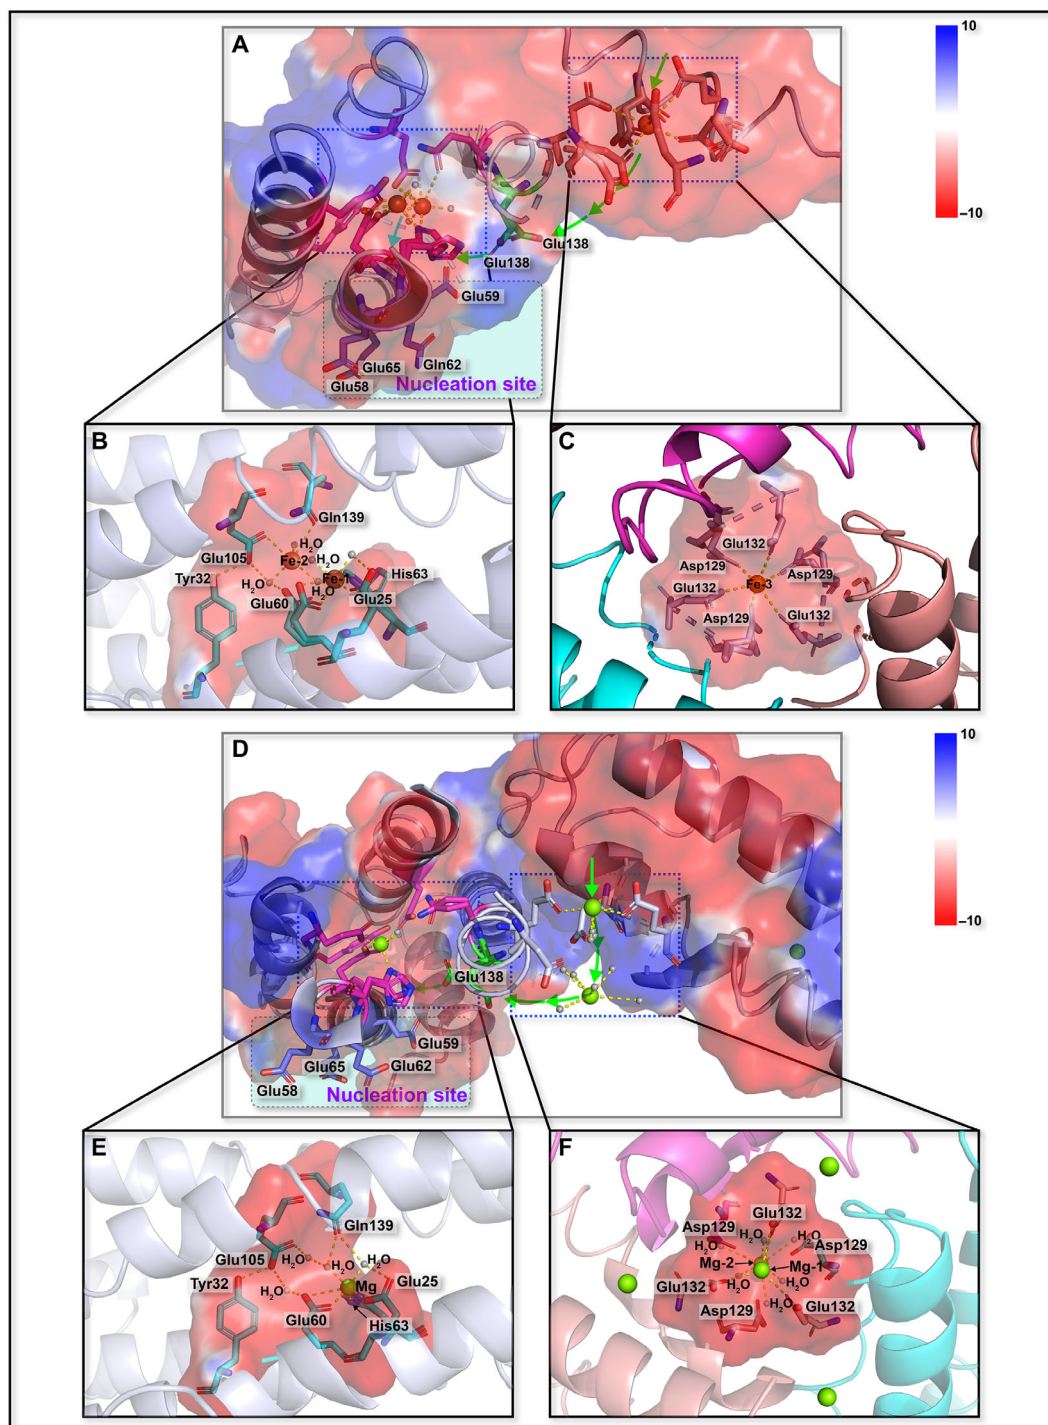 A
10
−10
Glu138
Glu138
Glu59
Glu65
Gln62
Glu58
Nucleation site
B
Gln139
H2O
Glu105
Fe-2
H2O
Tyr32
H2O
Fe-1
His63
H2O
Glu25
Glu60
C
Glu132
Asp129
Asp129
Glu132
Fe-3
Asp129
Glu132
D
10
−10
Glu138
Glu59
Glu65
Glu62
Glu58
Nucleation site
E
Gln139
Glu105
H2O
H2O
H2O
Tyr32
Mg
Glu25
H2O
Glu60
His63
F
Glu132
Asp129
H2O
H2O
H2O
Asp129
Mg-2
Mg-1
Glu132
H2O
H2O
Asp129
H2O
Glu132